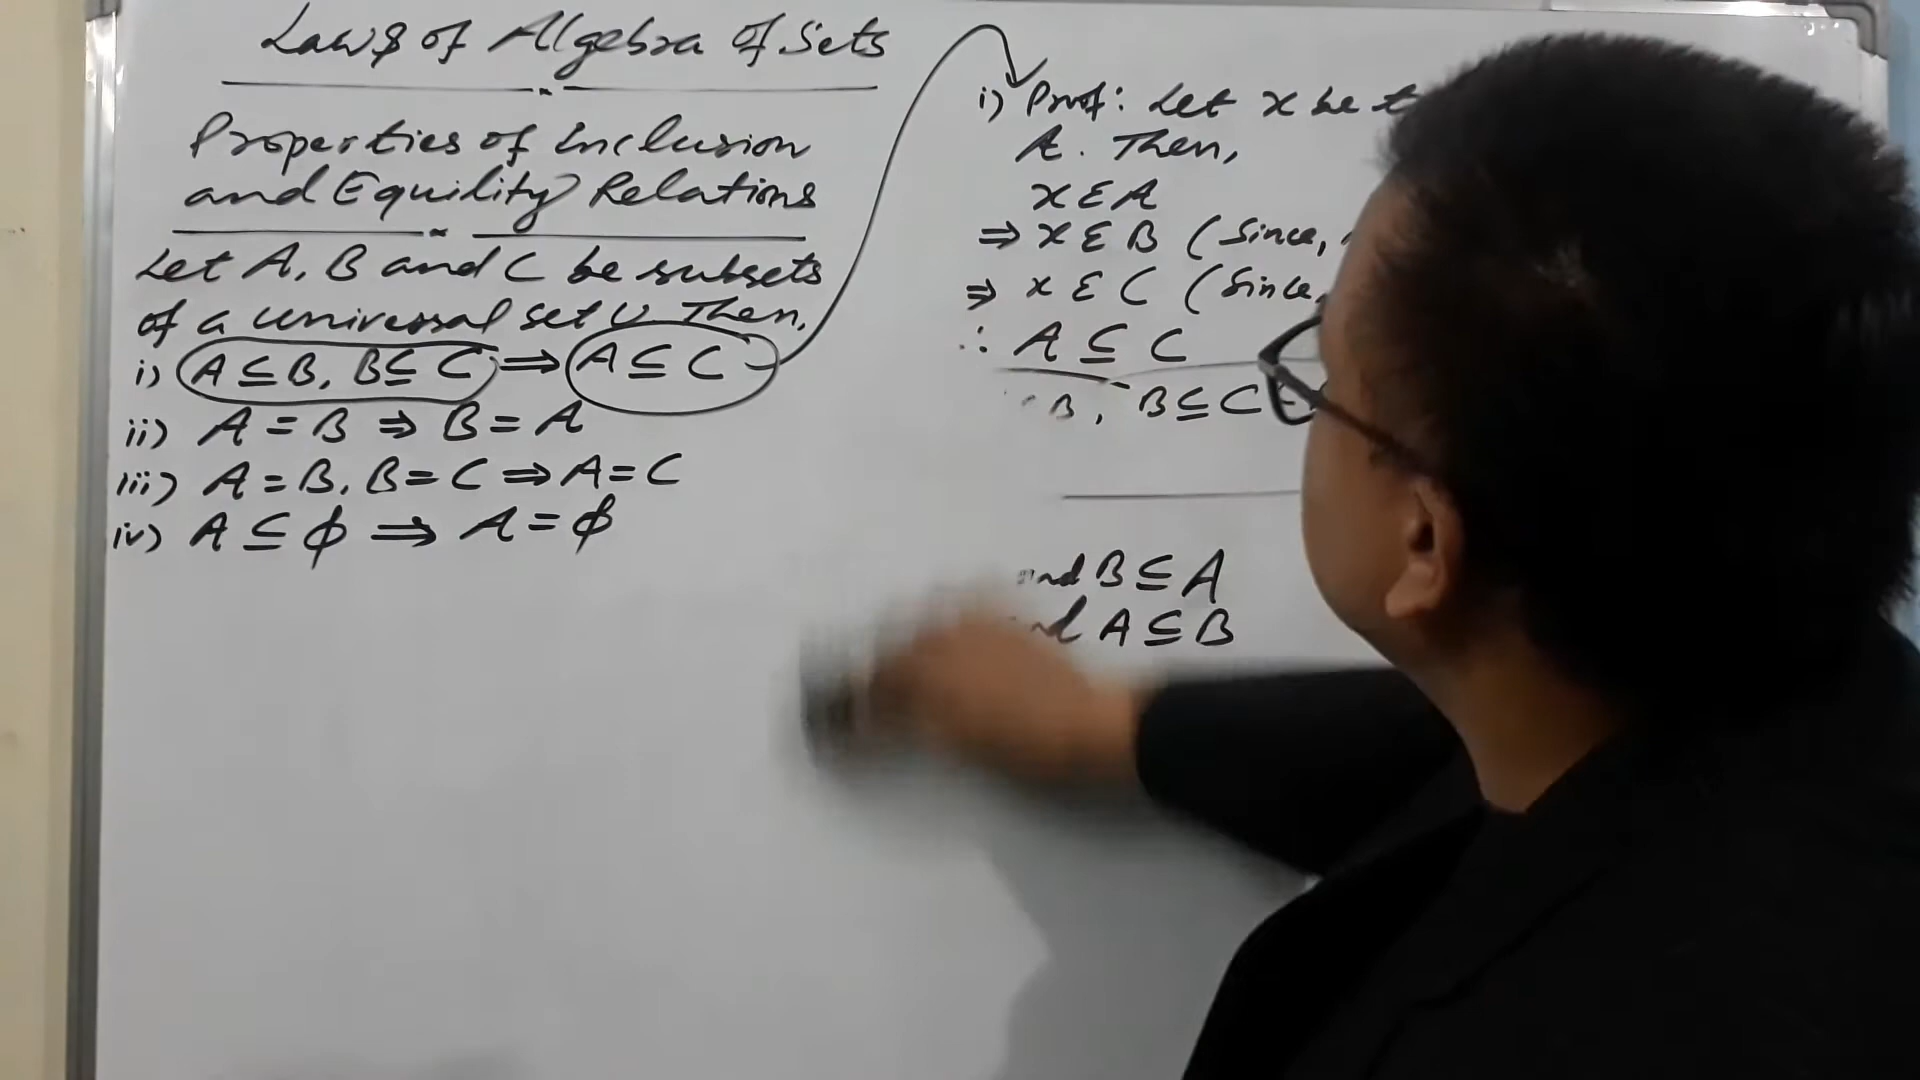 Laws of Algebra of Sets
Properties of Inclusion
and Equility Relations
Let A, B and C be subsets
of a universal set U. Then,
i) A ⊆ B, B ⊆ C ⇒ A ⊆ C
ii) A = B ⇒ B = A
iii) A = B, B = C ⇒ A = C
iv) A ⊆ ϕ ⇒ A = ϕ
i) Proof: Let x be
A. Then,
x ∈ A
⇒ x ∈ B (Since,
⇒ x ∈ C (Since,
∴ A ⊆ C
B, B ⊆ C
and B ⊆ A
A ⊆ B